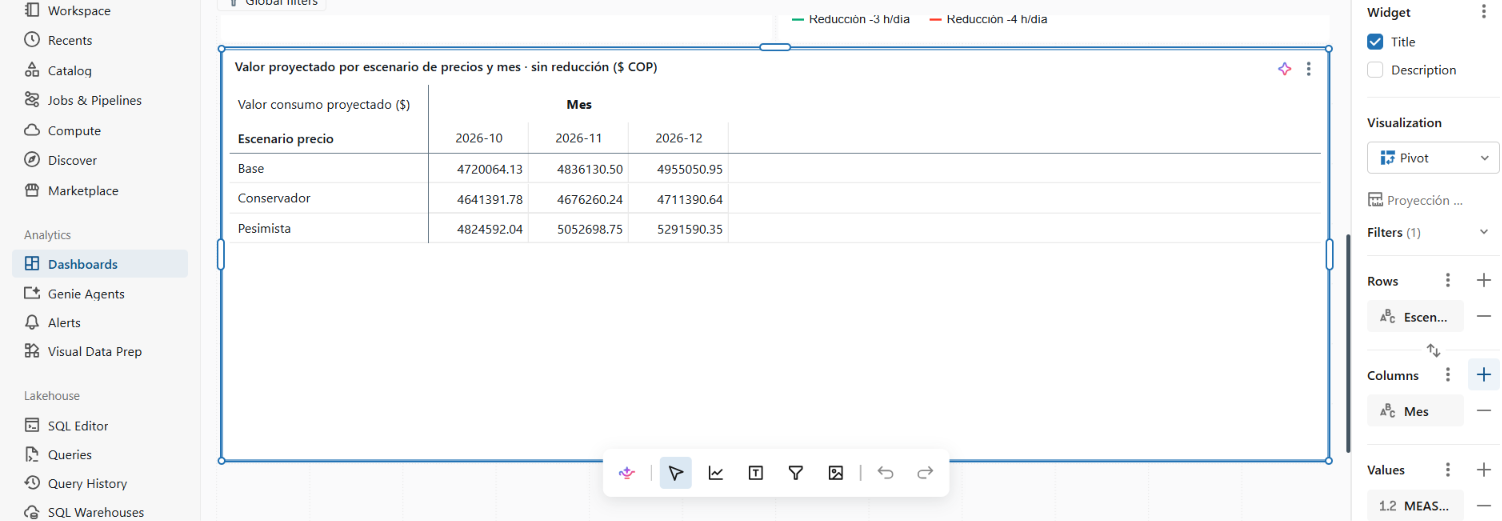 Workspace
Recents
Catalog
Jobs & Pipelines
Compute
Discover
Marketplace
Analytics
Dashboards
Genie Agents
Alerts
Visual Data Prep
Lakehouse
SQL Editor
Queries
Query History
SQL Warehouses
Global filters
Reducción -3 h/día Reducción -4 h/día
Valor proyectado por escenario de precios y mes · sin reducción ($ COP)
Valor consumo proyectado ($) Mes
Escenario precio 2026-10 2026-11 2026-12
Base 4720064.13 4836130.50 4955050.95
Conservador 4641391.78 4676260.24 4711390.64
Pesimista 4824592.04 5052698.75 5291590.35
Widget
Title
Description
Visualization
Pivot
Proyección ...
Filters (1)
Rows
ABC Escen...
Columns
ABC Mes
Values
1.2 MEAS...